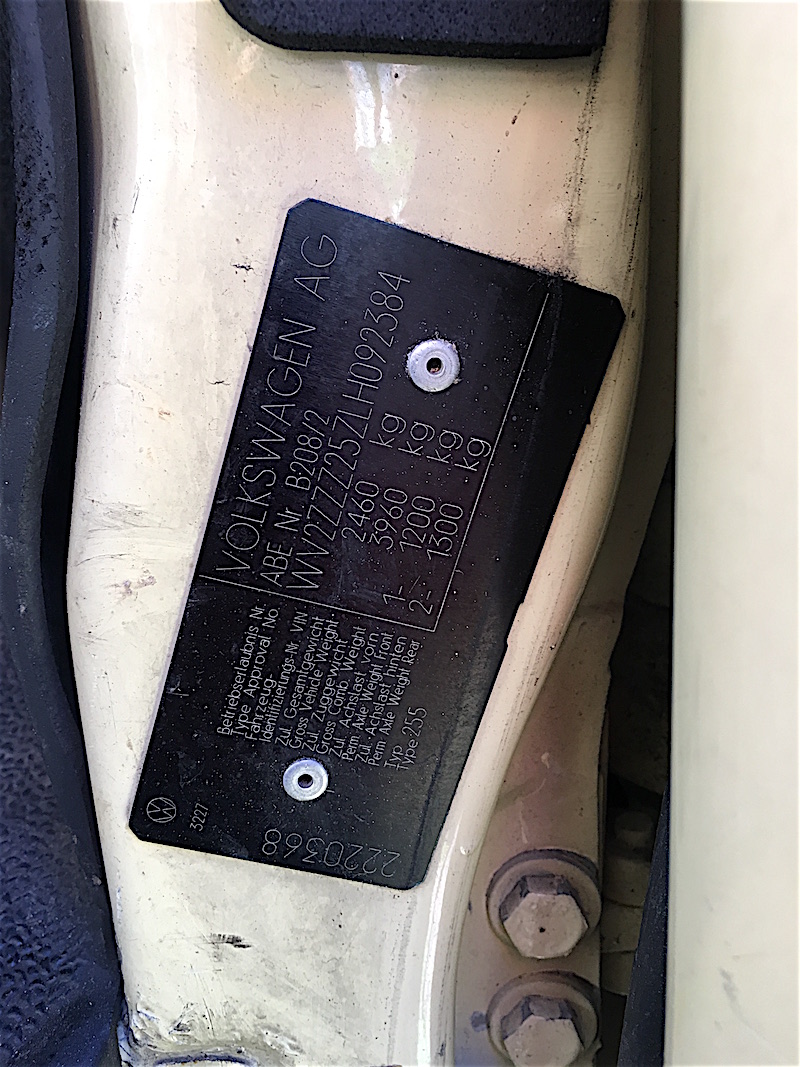 VOLKSWAGEN AG
Betriebserlaubnis Nr.
Type Approval No. ABE Nr. B208/2
Fahrzeug-
Identifizierungs-Nr. VIN WV2ZZZ25ZLH092384
Zul. Gesamtgewicht
Gross Vehicle Weight 2460 kg
Zul. Zuggewicht
Gross Comb. Weight 3960 kg
Zul. Achslast vorn
Perm Axle Weight Front 1- 1200 kg
Zul. Achslast hinten
Perm. Axle Weight Rear 2- 1300 kg
Typ
Type 255
VW
3227
2220368